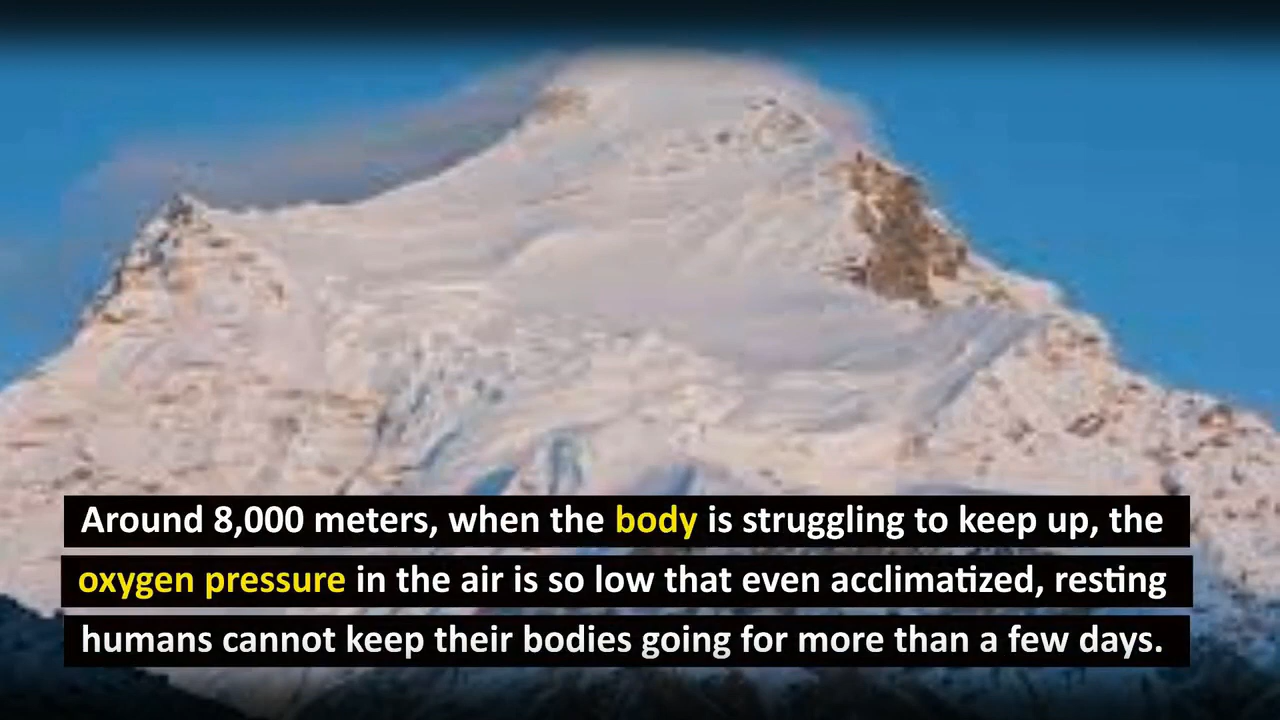 Around 8,000 meters, when the body is struggling to keep up, the
oxygen pressure in the air is so low that even acclimatized, resting
humans cannot keep their bodies going for more than a few days.